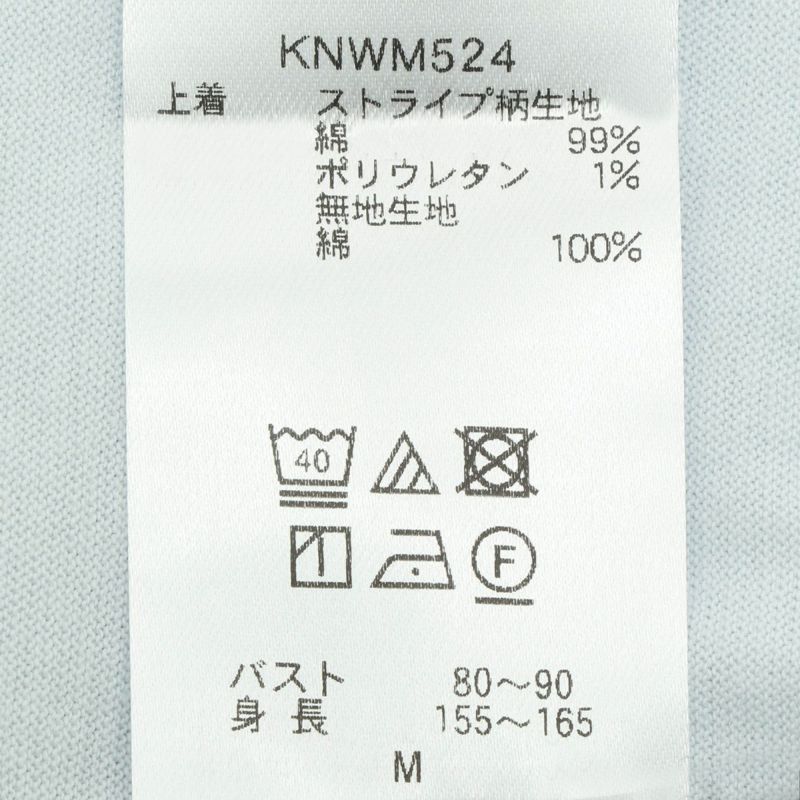 KNWM524
上着 ストライプ柄生地
綿 99%
ポリウレタン 1%
無地生地
綿 100%
40
F
バスト 80～90
身長 155～165
M